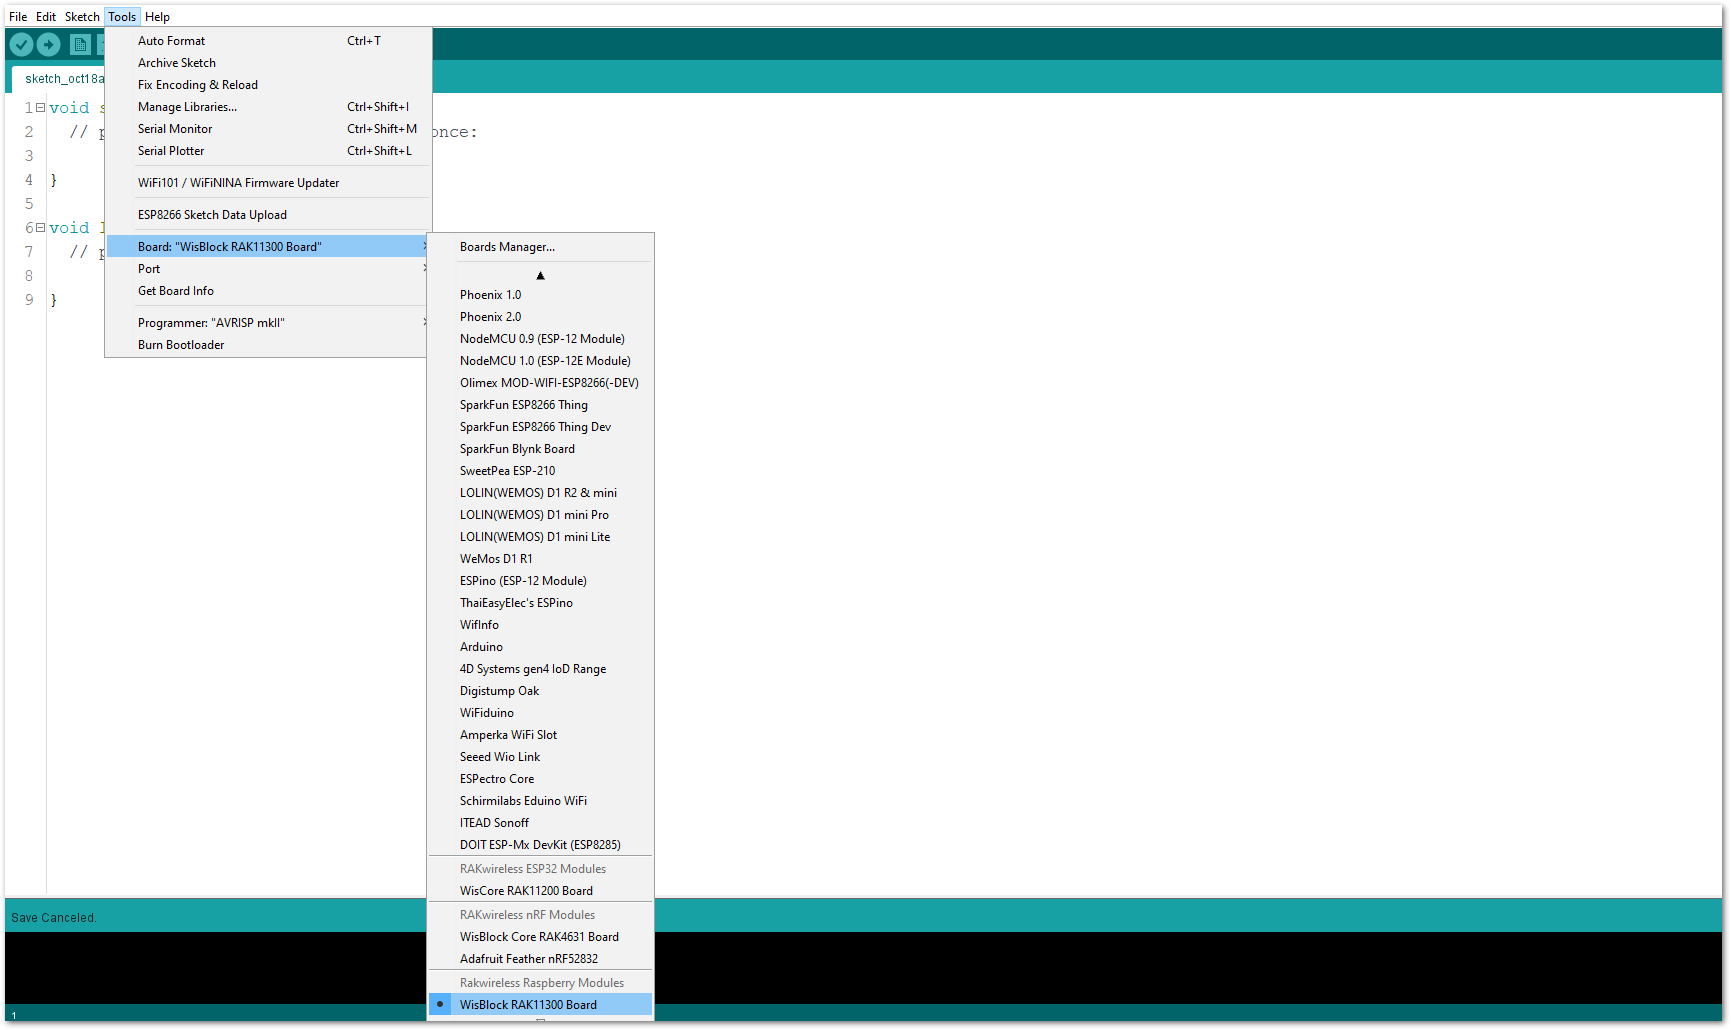 File Edit Sketch Tools Help
sketch_oct18a
Auto Format Ctrl+T
Archive Sketch
Fix Encoding & Reload
Manage Libraries... Ctrl+Shift+I
Serial Monitor Ctrl+Shift+M
Serial Plotter Ctrl+Shift+L
WiFi101 / WiFiNINA Firmware Updater
ESP8266 Sketch Data Upload
Board: "WisBlock RAK11300 Board"
Port
Get Board Info
Programmer: "AVRISP mkII"
Burn Bootloader
1 void s
2 // p once:
3
4 }
5
6 void l
7 // p
8
9 }
Boards Manager...
Phoenix 1.0
Phoenix 2.0
NodeMCU 0.9 (ESP-12 Module)
NodeMCU 1.0 (ESP-12E Module)
Olimex MOD-WIFI-ESP8266(-DEV)
SparkFun ESP8266 Thing
SparkFun ESP8266 Thing Dev
SparkFun Blynk Board
SweetPea ESP-210
LOLIN(WEMOS) D1 R2 & mini
LOLIN(WEMOS) D1 mini Pro
LOLIN(WEMOS) D1 mini Lite
WeMos D1 R1
ESPino (ESP-12 Module)
ThaiEasyElec's ESPino
WifInfo
Arduino
4D Systems gen4 IoD Range
Digistump Oak
WiFiduino
Amperka WiFi Slot
Seeed Wio Link
ESPectro Core
Schirmilabs Eduino WiFi
ITEAD Sonoff
DOIT ESP-Mx DevKit (ESP8285)
RAKwireless ESP32 Modules
WisCore RAK11200 Board
RAKwireless nRF Modules
WisBlock Core RAK4631 Board
Adafruit Feather nRF52832
Rakwireless Raspberry Modules
WisBlock RAK11300 Board
Save Canceled.
1